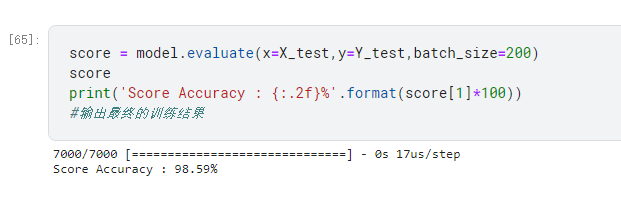 [65]:
score = model.evaluate(x=X_test,y=Y_test,batch_size=200)
score
print('Score Accuracy : {:.2f}%'.format(score[1]*100))
#输出最终的训练结果
7000/7000 [==============================] - 0s 17us/step
Score Accuracy : 98.59%